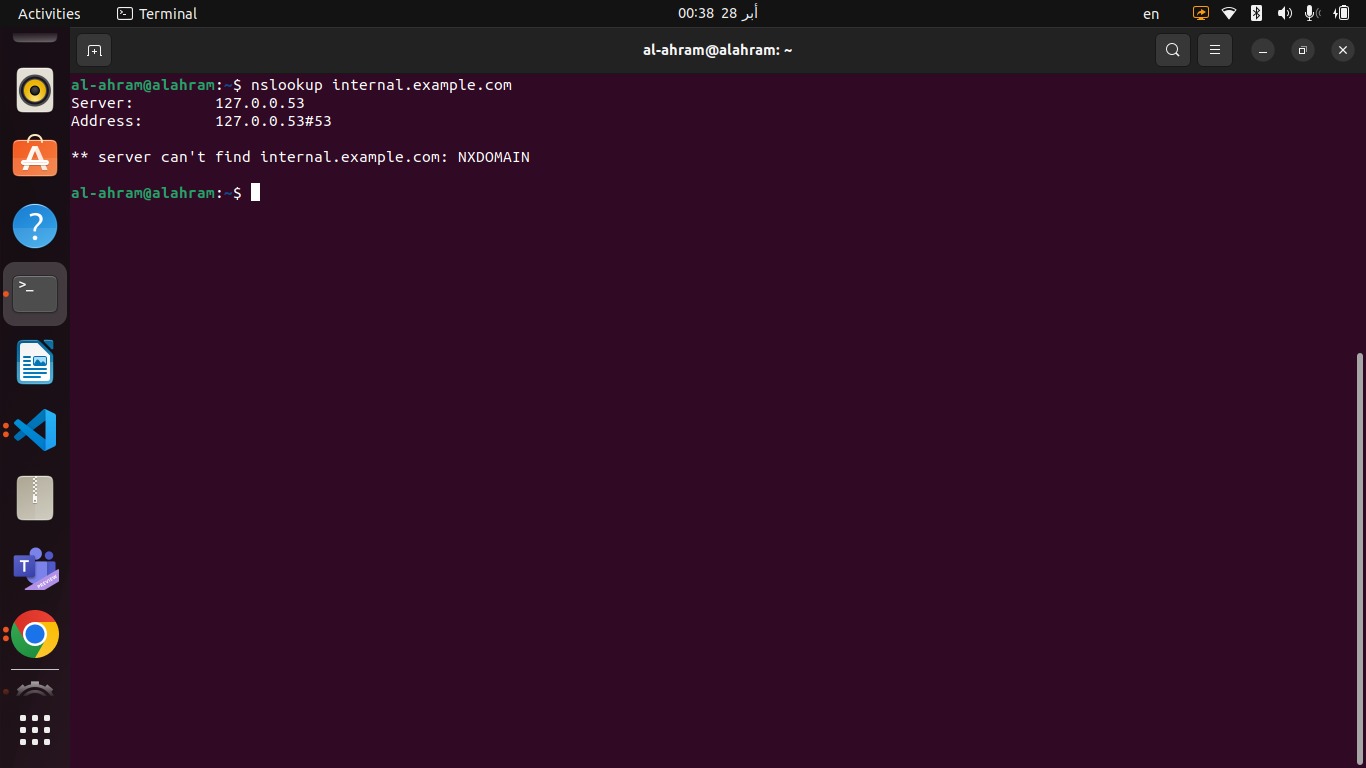 Activities
Terminal
00:38 28 أبر
en
al-ahram@alahram: ~
al-ahram@alahram:~$ nslookup internal.example.com
Server:		127.0.0.53
Address:	127.0.0.53#53

** server can't find internal.example.com: NXDOMAIN

al-ahram@alahram:~$
>_
?
T
PREVIEW